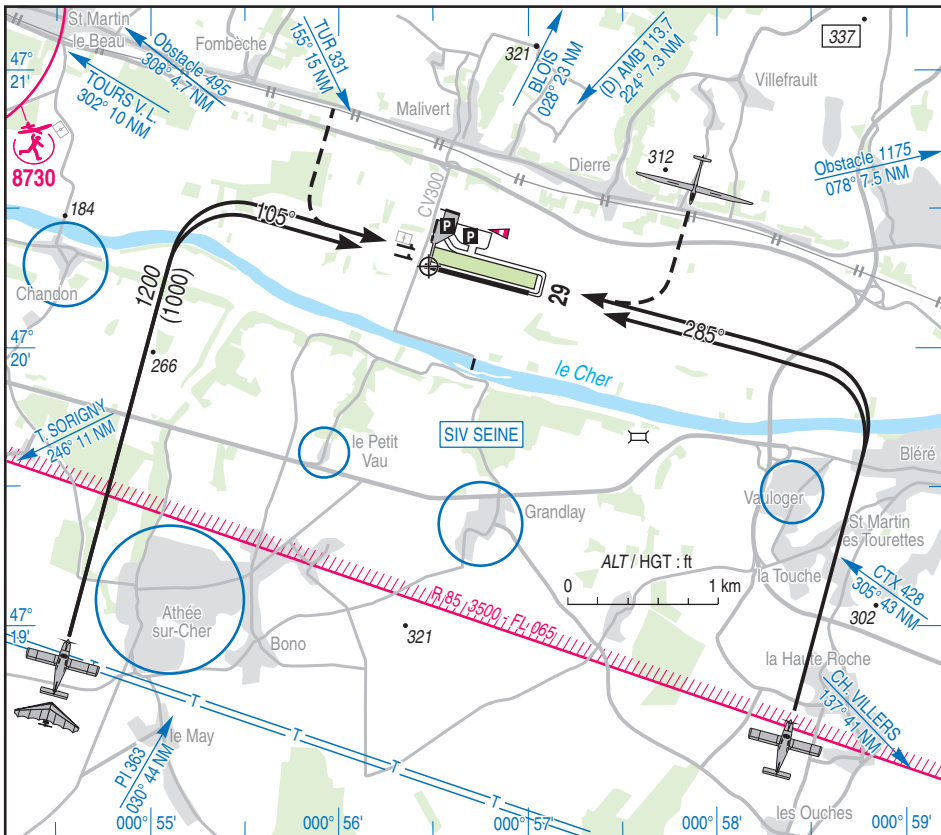 St Martin
le Beau
Fombèche
Obstacle 495
308° 4.7 NM
TUR 331
155° 15 NM
321
BLOIS
028° 23 NM
(D) AMB 113.7
224° 7.3 NM
337
47°
21'
TOURS V. L.
302° 10 NM
Malivert
Villefrault
Dierre
312
Obstacle 1175
078° 7.5 NM
8730
184
CV300
105°
P
P
11
29
Chandon
1200
(1000)
285°
47°
20'
266
le Cher
T. SORIGNY
246° 11 NM
le Petit
Vau
SIV SEINE
Bléré
Vauloger
Grandlay
St Martin
es Tourettes
ALT / HGT : ft
la Touche
0
1 km
CTX 428
305° 43 NM
R 85 3500 - FL 065
302
Athée
sur-Cher
47°
19'
321
Bono
la Haute Roche
CH. VILLERS
137° 41 NM
T
T
T
T
T
le May
PI 363
030° 44 NM
les Ouches
000° 55'
000° 56'
000° 57'
000° 58'
000° 59'